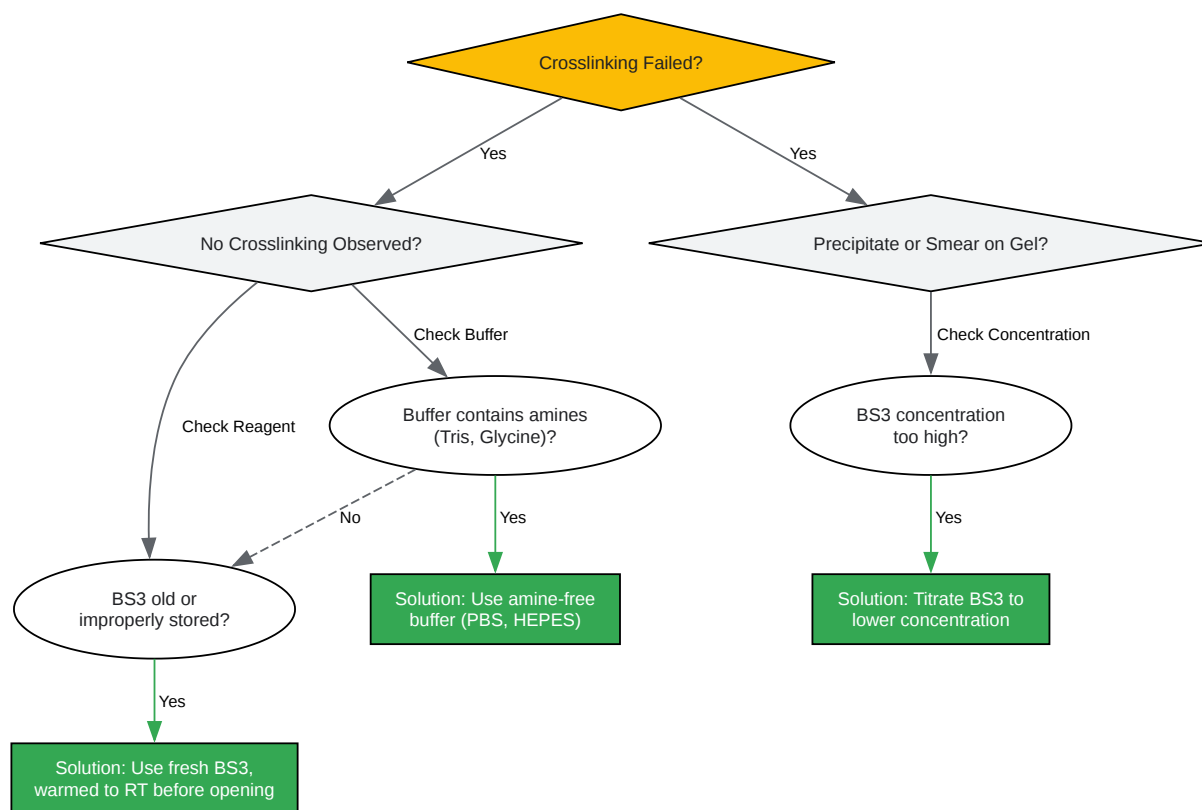 Crosslinking Failed?
Yes
Yes
No Crosslinking Observed?
Precipitate or Smear on Gel?
Check Buffer
Check Concentration
Check Reagent
Buffer contains amines
(Tris, Glycine)?
BS3 concentration
too high?
No
Yes
Yes
BS3 old or
improperly stored?
Solution: Use amine-free
buffer (PBS, HEPES)
Solution: Titrate BS3 to
lower concentration
Yes
Solution: Use fresh BS3,
warmed to RT before opening